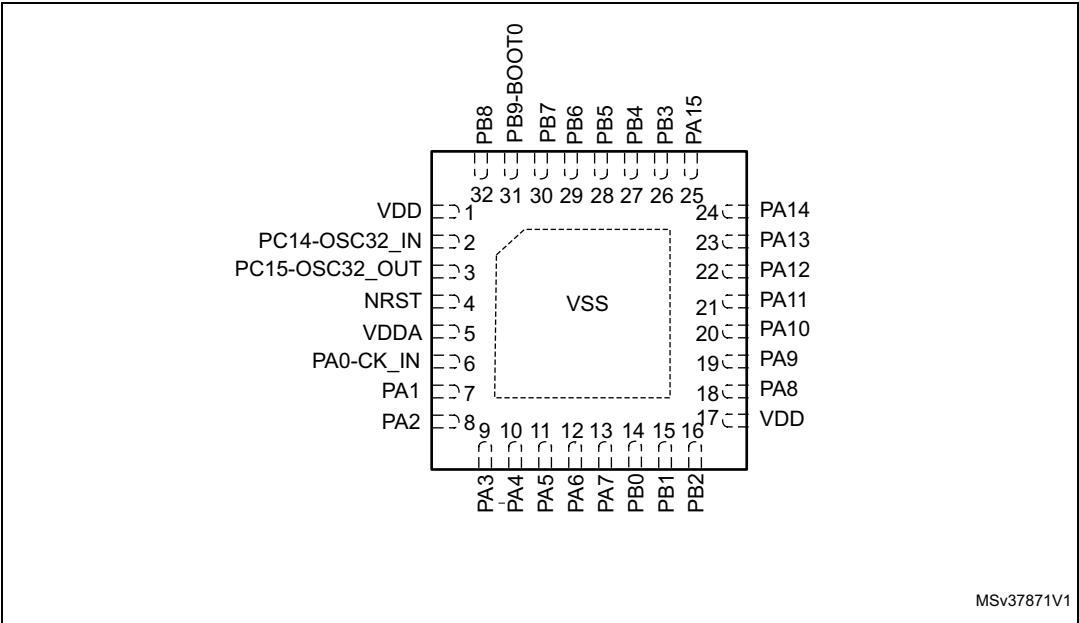 PB8
PB9-BOOT0
PB7
PB6
PB5
PB4
PB3
PA15
32 31 30 29 28 27 26 25
VDD 1
PC14-OSC32_IN 2
PC15-OSC32_OUT 3
NRST 4
VDDA 5
PA0-CK_IN 6
PA1 7
PA2 8
VSS
24 PA14
23 PA13
22 PA12
21 PA11
20 PA10
19 PA9
18 PA8
17 VDD
9 10 11 12 13 14 15 16
PA3
PA4
PA5
PA6
PA7
PB0
PB1
PB2
MSv37871V1